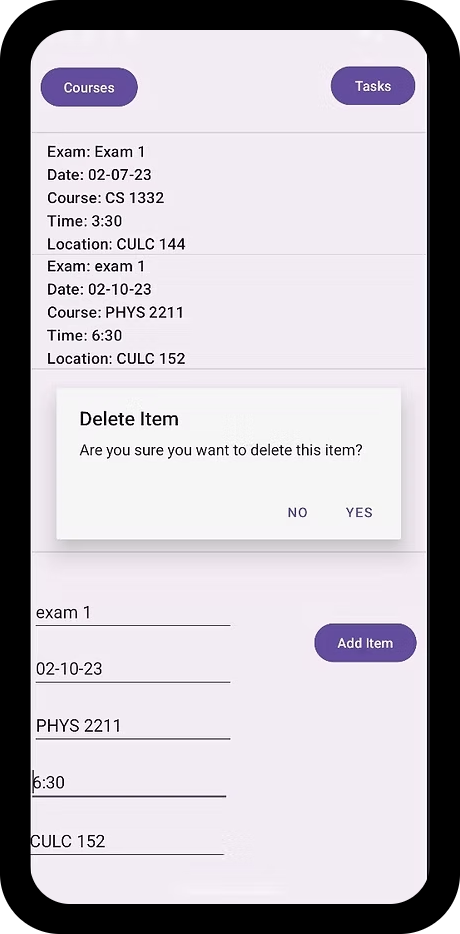 Courses
Tasks
Exam: Exam 1
Date: 02-07-23
Course: CS 1332
Time: 3:30
Location: CULC 144
Exam: exam 1
Date: 02-10-23
Course: PHYS 2211
Time: 6:30
Location: CULC 152
Delete Item
Are you sure you want to delete this item?
NO YES
exam 1
Add Item
02-10-23
PHYS 2211
6:30
CULC 152